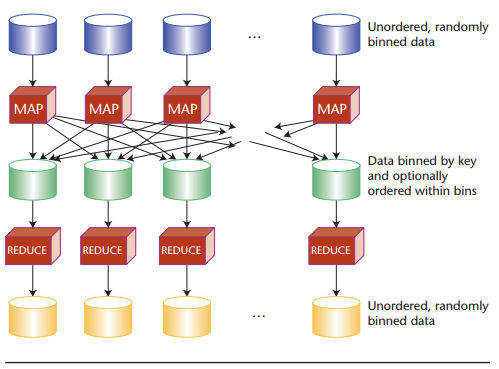 Unordered, randomly
binned data
...
MAP MAP MAP MAP
Data binned by key
and optionally
ordered within bins
REDUCE REDUCE REDUCE REDUCE
Unordered, randomly
binned data
...